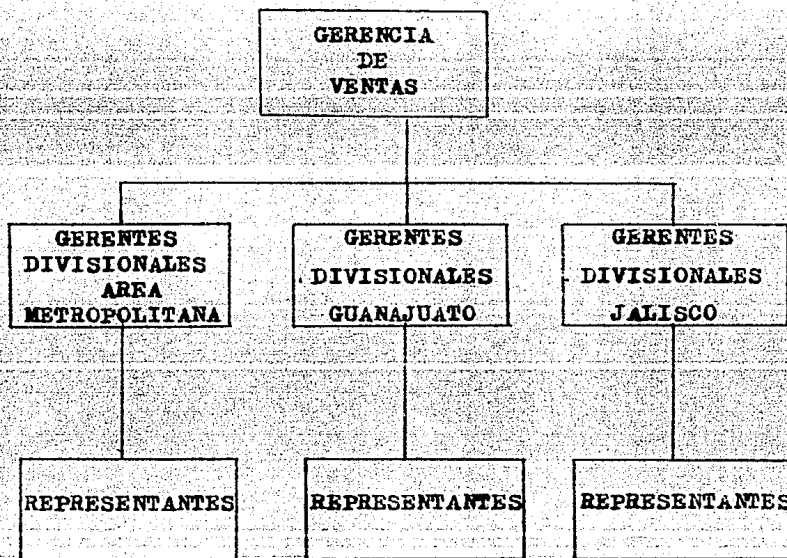 GERENCIA
DE
VENTAS
GERENTES
DIVISIONALES
AREA
METROPOLITANA
GERENTES
DIVISIONALES
GUANAJUATO
GERENTES
DIVISIONALES
JALISCO
REPRESENTANTES
REPRESENTANTES
REPRESENTANTES